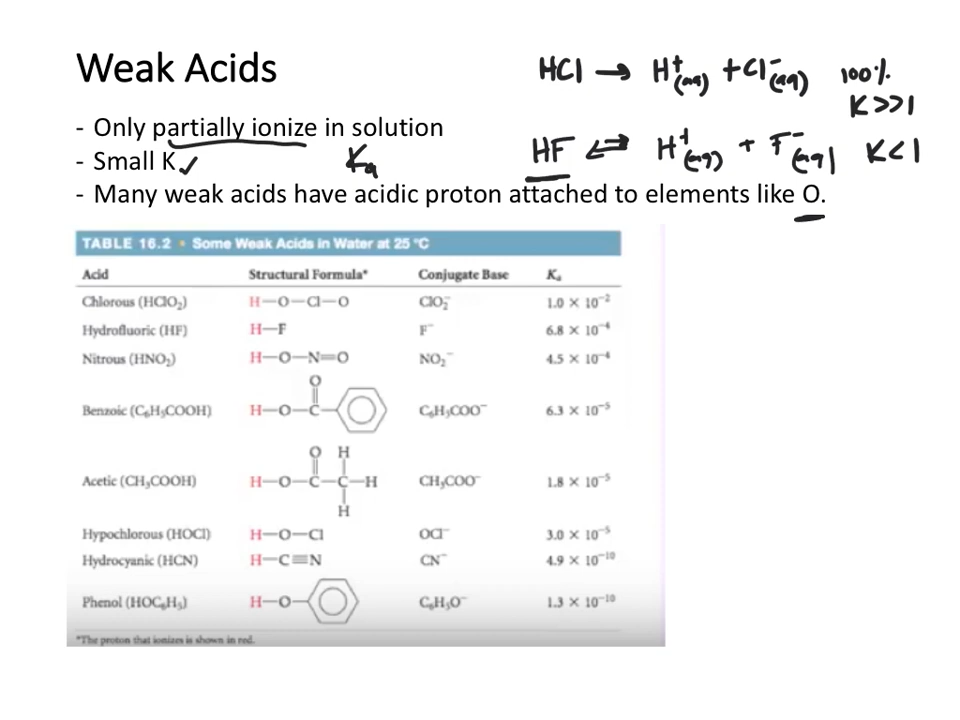 Weak Acids
HCl → H⁺(aq) + Cl⁻(aq) 100%
K>>1
- Only partially ionize in solution
HF ⇌ H⁺(aq) + F⁻(aq) K<1
- Small K ✓ Ka
- Many weak acids have acidic proton attached to elements like O.
TABLE 16.2 • Some Weak Acids in Water at 25 °C
Acid Structural Formula* Conjugate Base Kₐ
Chlorous (HClO₂) H—O—Cl—O ClO₂⁻ 1.0 × 10⁻²
Hydrofluoric (HF) H—F F⁻ 6.8 × 10⁻⁴
Nitrous (HNO₂) H—O—N=O NO₂⁻ 4.5 × 10⁻⁴
O
Benzoic (C₆H₅COOH) H—O—C— C₆H₅COO⁻ 6.3 × 10⁻⁵
O H
Acetic (CH₃COOH) H—O—C—C—H CH₃COO⁻ 1.8 × 10⁻⁵
H
Hypochlorous (HOCl) H—O—Cl OCl⁻ 3.0 × 10⁻⁵
Hydrocyanic (HCN) H—C≡N CN⁻ 4.9 × 10⁻¹⁰
Phenol (HOC₆H₅) H—O— C₆H₅O⁻ 1.3 × 10⁻¹⁰
*The proton that ionizes is shown in red.